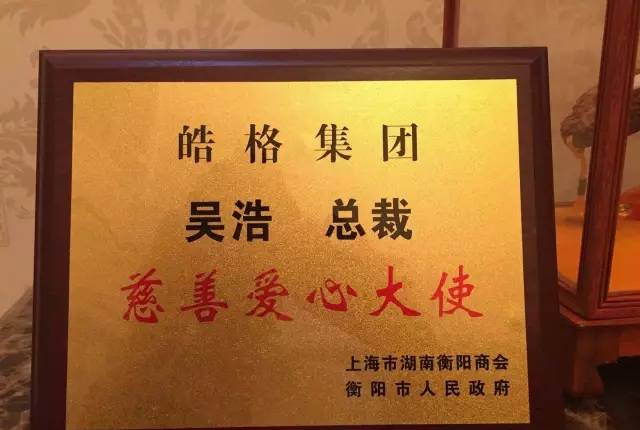 皓格集团
吴浩 总裁
慈善爱心大使
上海市湖南衡阳商会
衡阳市人民政府